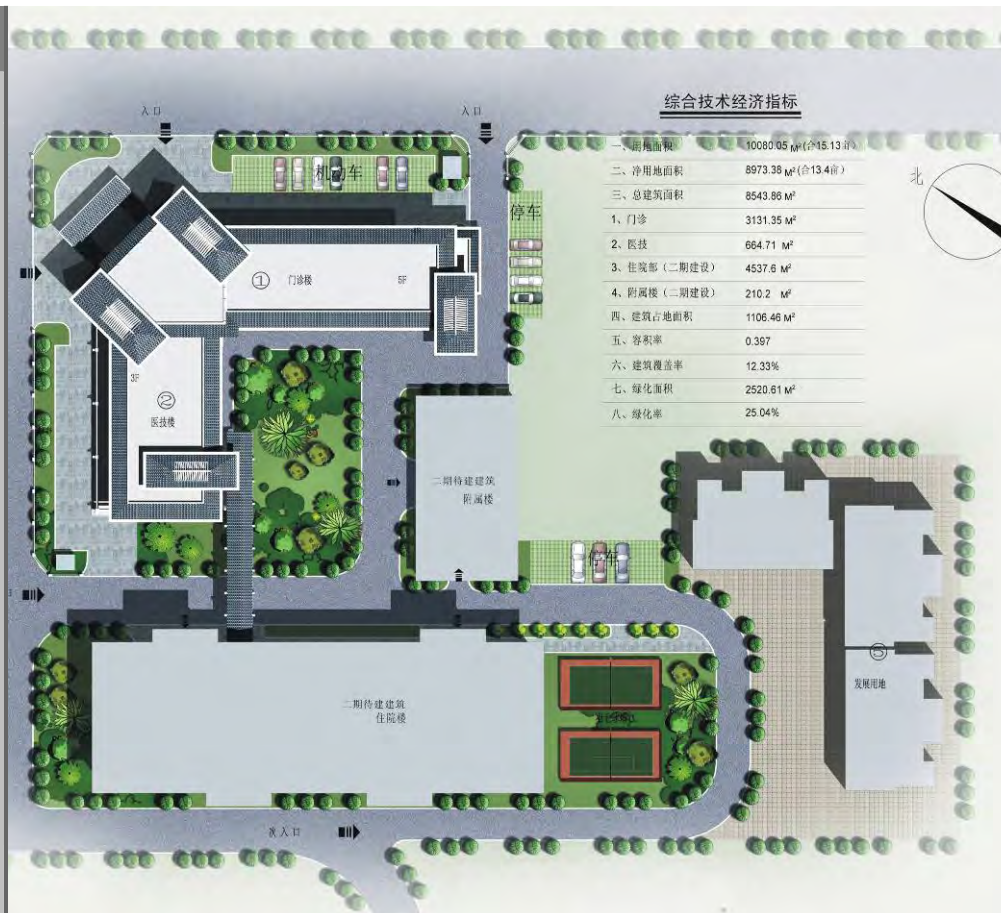 综合技术经济指标
入口
入口
一、用地面积 10080.05 M²(合15.13亩)
二、净用地面积 8973.38 M²(合13.4亩)
三、总建筑面积 8543.86 M²
1、门诊 3131.35 M²
2、医技 664.71 M²
3、住院部（二期建设） 4537.6 M²
4、附属楼（二期建设） 210.2 M²
四、建筑占地面积 1106.46 M²
五、容积率 0.397
六、建筑覆盖率 12.33%
七、绿化面积 2520.61 M²
八、绿化率 25.04%
北
机动车
停车
① 门诊楼 5F
3F
②
医技楼
二期待建建筑
附属楼
停车
⑤
发展用地
二期待建建筑
住院楼
次入口